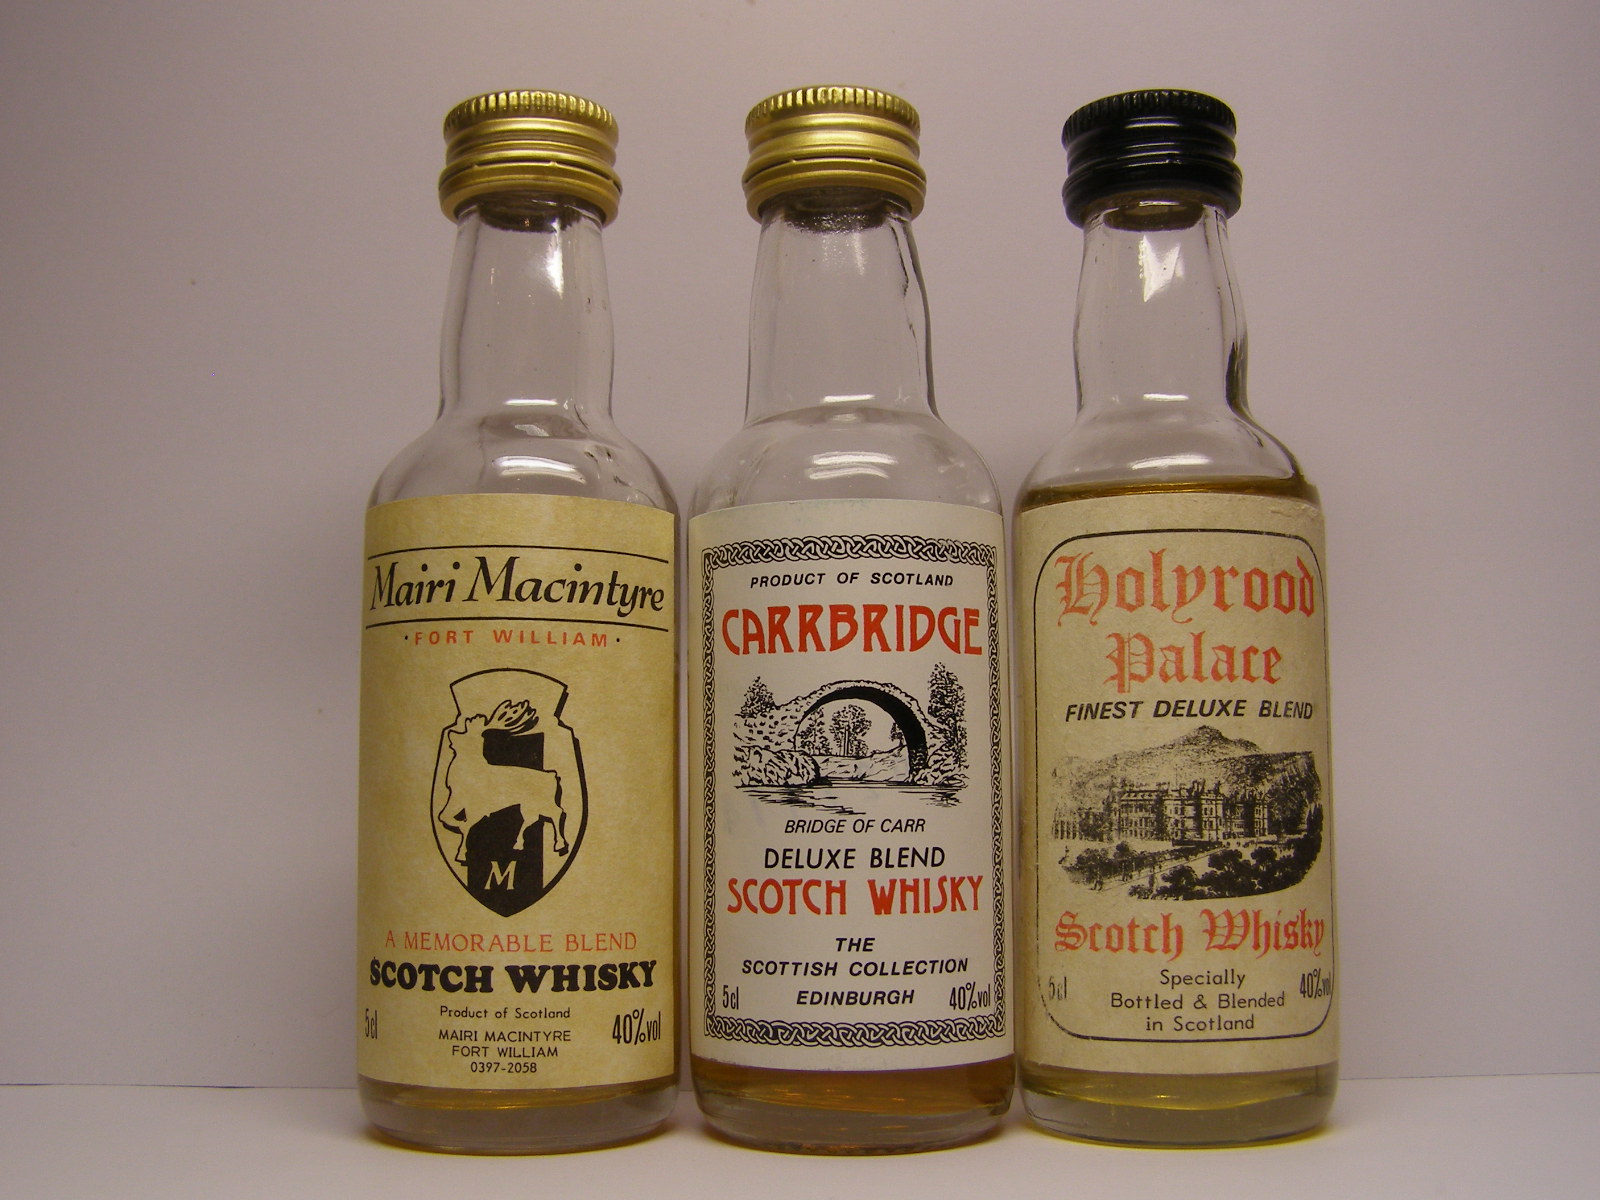 Mairi Macintyre
·FORT WILLIAM·
M
A MEMORABLE BLEND
SCOTCH WHISKY
Product of Scotland
5cl
40%vol
MAIRI MACINTYRE
FORT WILLIAM
0397-2058
PRODUCT OF SCOTLAND
CARRBRIDGE
BRIDGE OF CARR
DELUXE BLEND
SCOTCH WHISKY
THE
SCOTTISH COLLECTION
5cl EDINBURGH 40%vol
Holyrood
Palace
FINEST DELUXE BLEND
Scotch Whisky
5cl
40%vol
Specially
Bottled & Blended
in Scotland